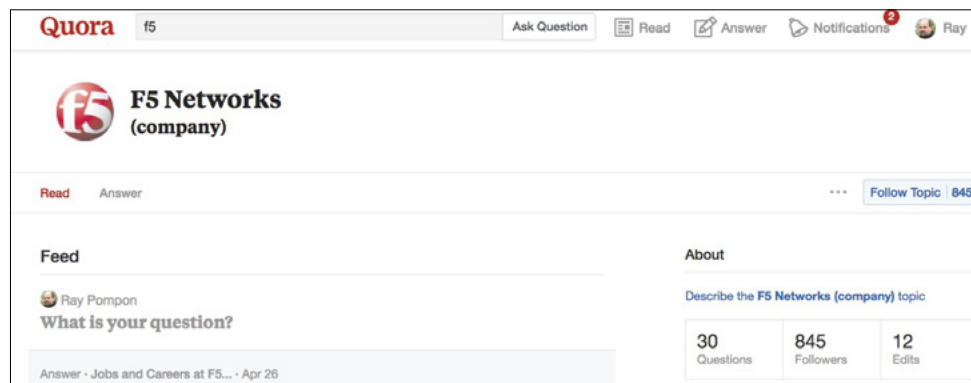 Quora f5 Ask Question Read Answer Notifications 2 Ray
f5 F5 Networks
(company)
Read Answer ... Follow Topic 845
Feed About
Ray Pompon Describe the F5 Networks (company) topic
What is your question?
30 845 12
Questions Followers Edits
Answer · Jobs and Careers at F5... · Apr 26